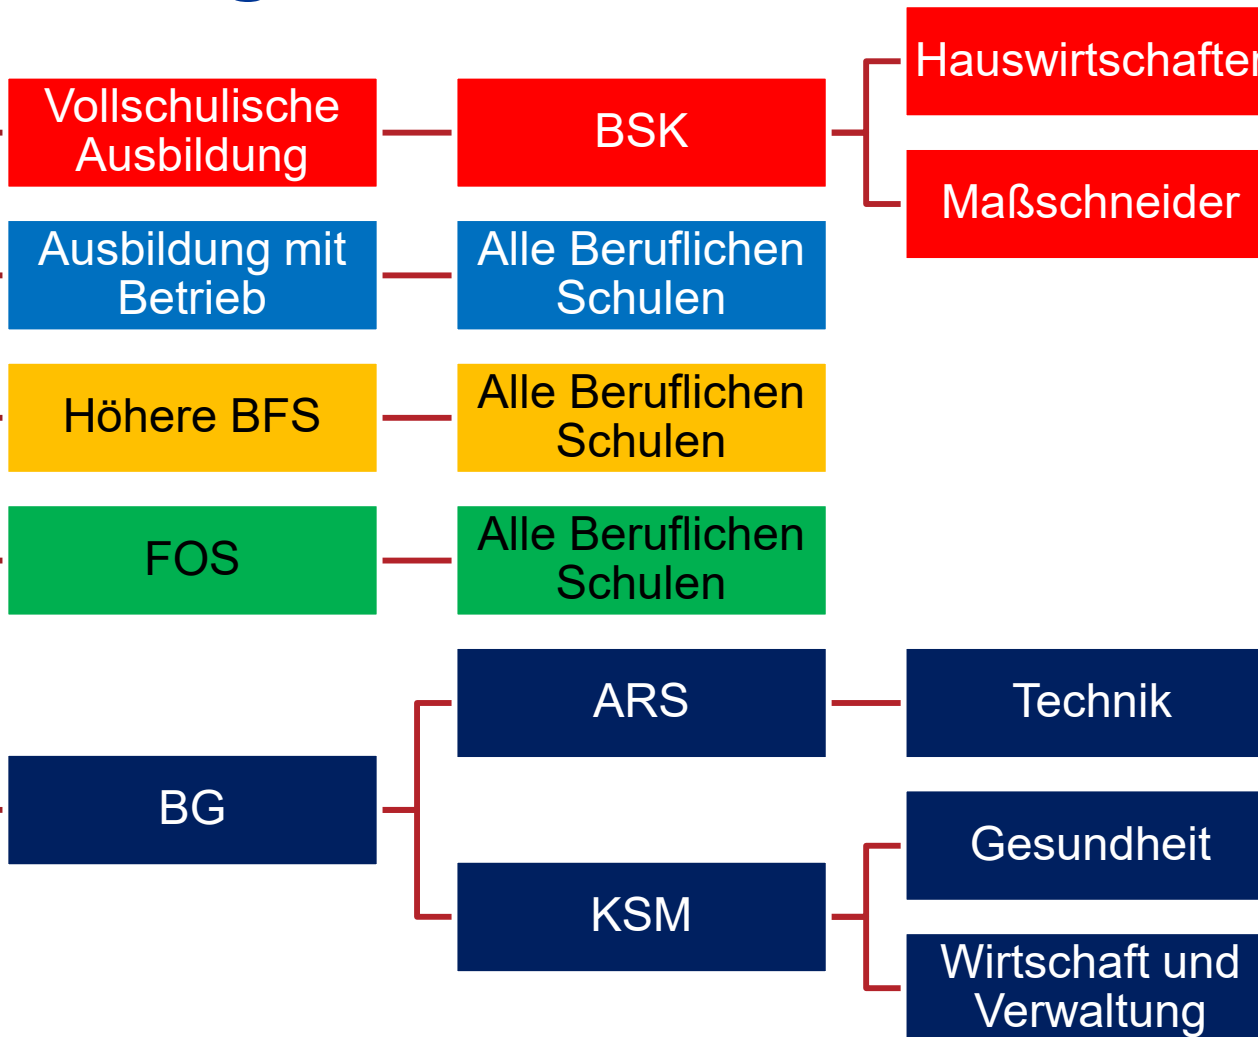 Hauswirtschafter
Vollschulische
Ausbildung
BSK
Maßschneider
Ausbildung mit
Betrieb
Alle Beruflichen
Schulen
Höhere BFS
Alle Beruflichen
Schulen
FOS
Alle Beruflichen
Schulen
BG
ARS
Technik
KSM
Gesundheit
Wirtschaft und
Verwaltung